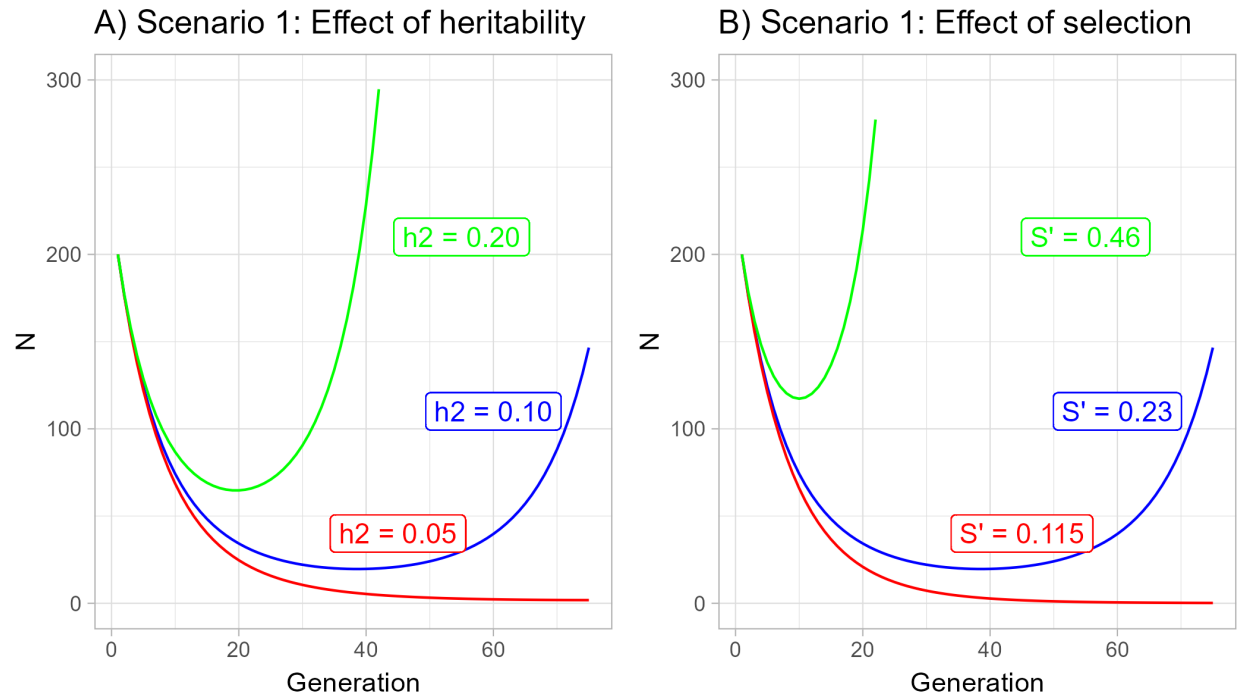 A) Scenario 1: Effect of heritability
300
200
100
0
N
h2 = 0.20
h2 = 0.10
h2 = 0.05
0 20 40 60
Generation
B) Scenario 1: Effect of selection
300
200
100
0
N
S' = 0.46
S' = 0.23
S' = 0.115
0 20 40 60
Generation